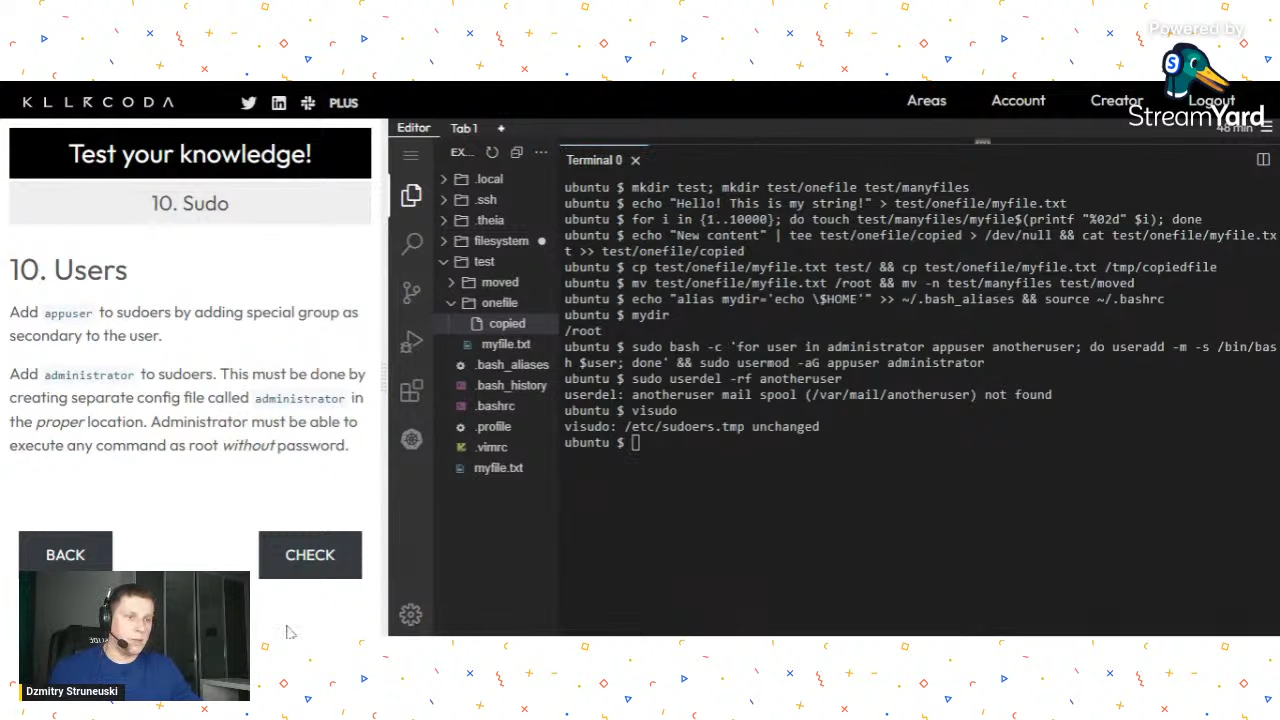 Powered by
StreamYard
KLLRCODA
PLUS
Areas
Account
Creator
Logout
48 min
Test your knowledge!
10. Sudo
10. Users
Add appuser to sudoers by adding special group as
secondary to the user.
Add administrator to sudoers. This must be done by
creating separate config file called administrator in
the proper location. Administrator must be able to
execute any command as root without password.
BACK
CHECK
Dzmitry Struneuski
Editor
Tab 1 +
EX... ...
.local
.ssh
.theia
filesystem
test
moved
onefile
copied
myfile.txt
.bash_aliases
.bash_history
.bashrc
.profile
.vimrc
myfile.txt
Terminal 0
ubuntu $ mkdir test; mkdir test/onefile test/manyfiles
ubuntu $ echo "Hello! This is my string!" > test/onefile/myfile.txt
ubuntu $ for i in {1..10000}; do touch test/manyfiles/myfile$(printf "%02d" $i); done
ubuntu $ echo "New content" | tee test/onefile/copied > /dev/null && cat test/onefile/myfile.tx
t >> test/onefile/copied
ubuntu $ cp test/onefile/myfile.txt test/ && cp test/onefile/myfile.txt /tmp/copiedfile
ubuntu $ mv test/onefile/myfile.txt /root && mv -n test/manyfiles test/moved
ubuntu $ echo "alias mydir='echo \$HOME'" >> ~/.bash_aliases && source ~/.bashrc
ubuntu $ mydir
/root
ubuntu $ sudo bash -c 'for user in administrator appuser anotheruser; do useradd -m -s /bin/bas
h $user; done' && sudo usermod -aG appuser administrator
ubuntu $ sudo userdel -rf anotheruser
userdel: anotheruser mail spool (/var/mail/anotheruser) not found
ubuntu $ visudo
visudo: /etc/sudoers.tmp unchanged
ubuntu $